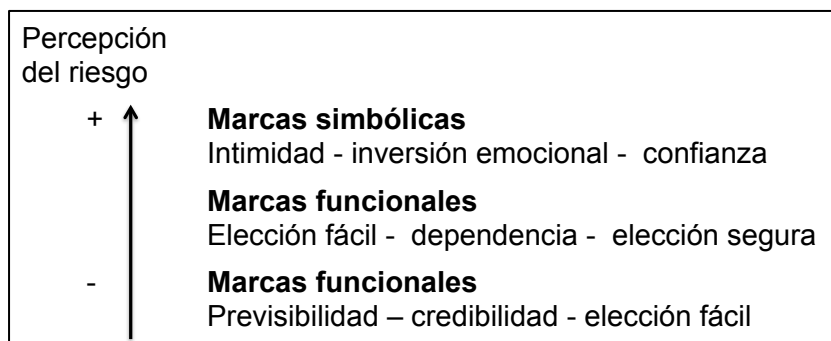 Percepción
del riesgo
+ Marcas simbólicas
Intimidad - inversión emocional - confianza
Marcas funcionales
Elección fácil - dependencia - elección segura
- Marcas funcionales
Previsibilidad – credibilidad - elección fácil